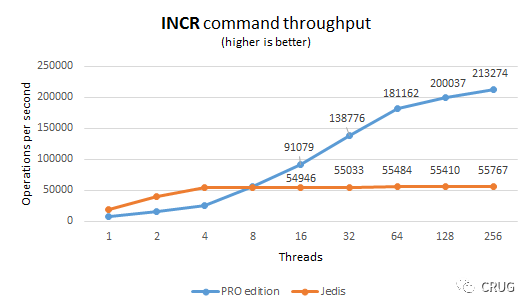 INCR command throughput
(higher is better)
Operations per second
250000
200000
150000
100000
50000
0
91079
138776
181162
200037
213274
54946
55033
55484
55410
55767
1 2 4 8 16 32 64 128 256
Threads
PRO edition Jedis
CRUG